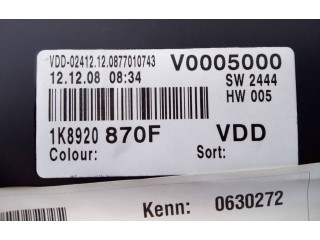 VDD-02412.12.0877010743 V0005000
12.12.08 08:34 SW 2444
HW 005
1K8920 870F VDD
Colour: Sort:
Kenn: 0630272